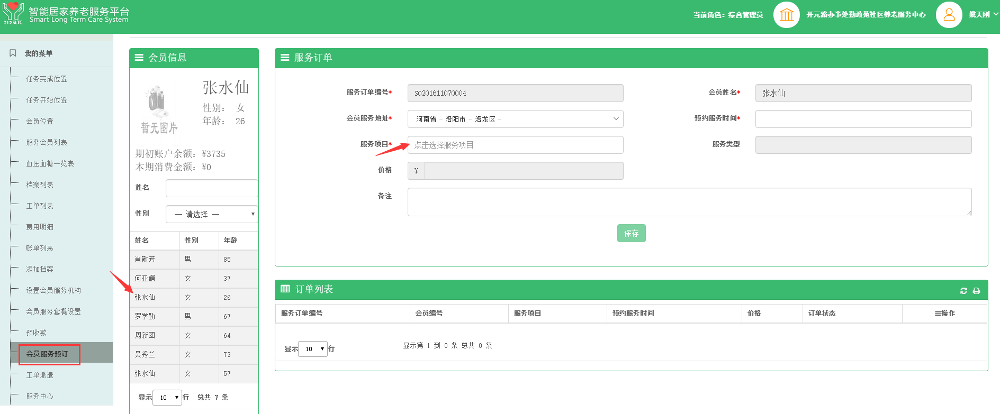 智能居家养老服务平台
Smart Long Term Care System
212SLTC
当前角色：综合管理员
开元路办事处勤政苑社区养老服务中心
姚天刚
我的菜单
任务完成位置
任务开始位置
会员位置
服务会员列表
血压血糖一览表
档案列表
工单列表
费用明细
账单列表
添加档案
设置会员服务机构
会员服务套餐设置
预收款
会员服务预订
工单派遣
服务中心
会员信息
暂无图片
张水仙
性别： 女
年龄： 26
期初账户余额：¥3735
本期消费金额：¥0
姓名
性别 — 请选择 —
姓名 性别 年龄
肖敬芳 男 85
何亚娟 女 37
张水仙 女 26
罗学勤 男 67
周新团 女 64
吴秀兰 女 73
张水仙 女 57
显示 10 行 总共 7 条
服务订单
服务订单编号* SO201611070004 会员姓名* 张水仙
会员服务地址* 河南省 - 洛阳市 - 洛龙区 - 预约服务时间*
服务项目* 点击选择服务项目 服务类型
价格 ¥
备注
保存
订单列表
服务订单编号 会员编号 服务项目 预约服务时间 价格 订单状态 操作
显示 10 行 显示第 1 到 0 条 总共 0 条